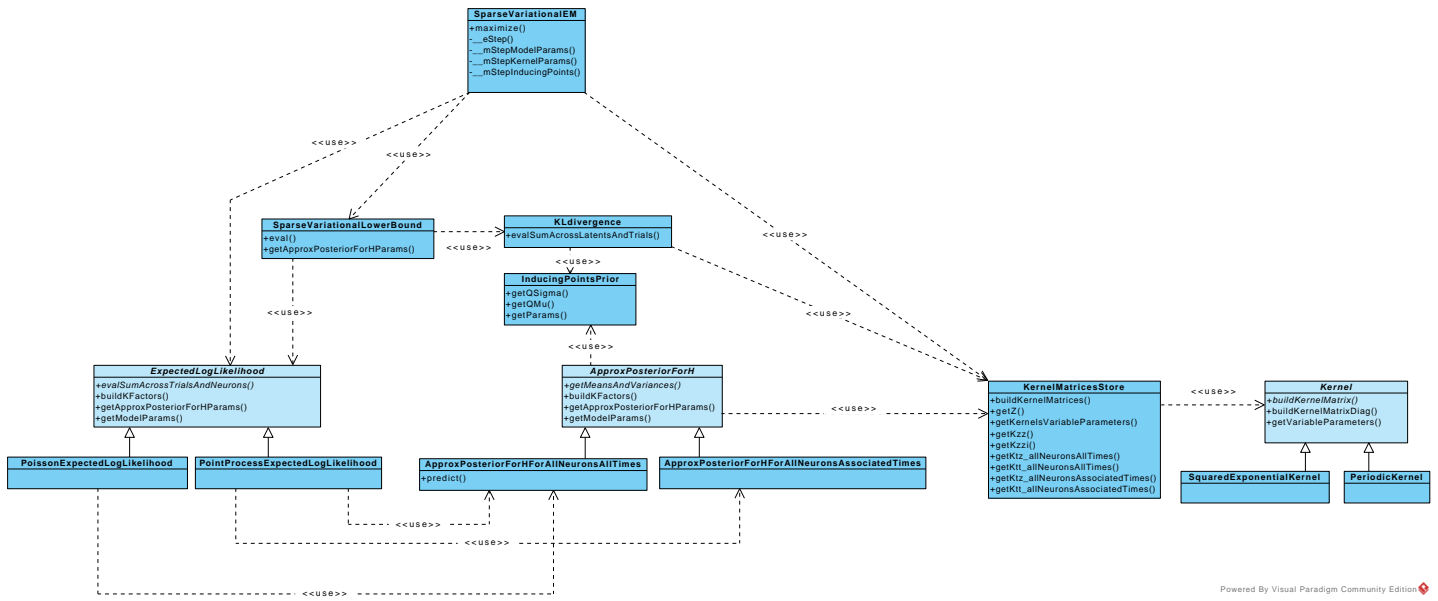 SparseVariationalEM
+maximize()
-__eStep()
-__mStepModelParams()
-__mStepKernelParams()
-__mStepInducingPoints()
<<use>>
<<use>>
<<use>>
SparseVariationalLowerBound
+eval()
+getApproxPosteriorForHParams()
<<use>>
KLdivergence
+evalSumAcrossLatentsAndTrials()
<<use>>
InducingPointsPrior
+getQSigma()
+getQMu()
+getParams()
<<use>>
<<use>>
<<use>>
ExpectedLogLikelihood
+evalSumAcrossTrialsAndNeurons()
+buildKFactors()
+getApproxPosteriorForHParams()
+getModelParams()
ApproxPosteriorForH
+getMeansAndVariances()
+buildKFactors()
+getApproxPosteriorForHParams()
+getModelParams()
<<use>>
KernelMatricesStore
+buildKernelMatrices()
+getZ()
+getKernelsVariableParameters()
+getKzz()
+getKzzi()
+getKtz_allNeuronsAllTimes()
+getKtt_allNeuronsAllTimes()
+getKtz_allNeuronsAssociatedTimes()
+getKtt_allNeuronsAssociatedTimes()
<<use>>
Kernel
+buildKernelMatrix()
+buildKernelMatrixDiag()
+getVariableParameters()
PoissonExpectedLogLikelihood
PointProcessExpectedLogLikelihood
ApproxPosteriorForHForAllNeuronsAllTimes
+predict()
ApproxPosteriorForHForAllNeuronsAssociatedTimes
SquaredExponentialKernel
PeriodicKernel
<<use>>
<<use>>
<<use>>
Powered By Visual Paradigm Community Edition